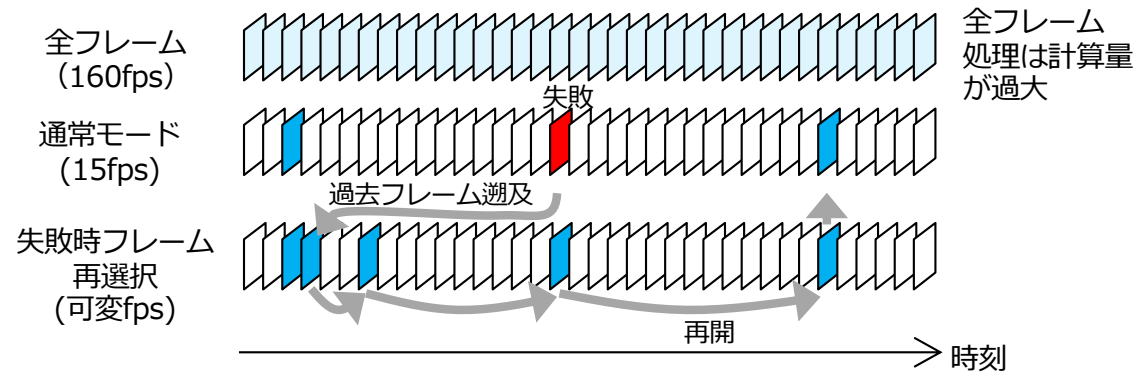 全フレーム
（160fps）
全フレーム
処理は計算量
が過大
失敗
通常モード
(15fps)
過去フレーム遡及
失敗時フレーム
再選択
(可変fps)
再開
時刻